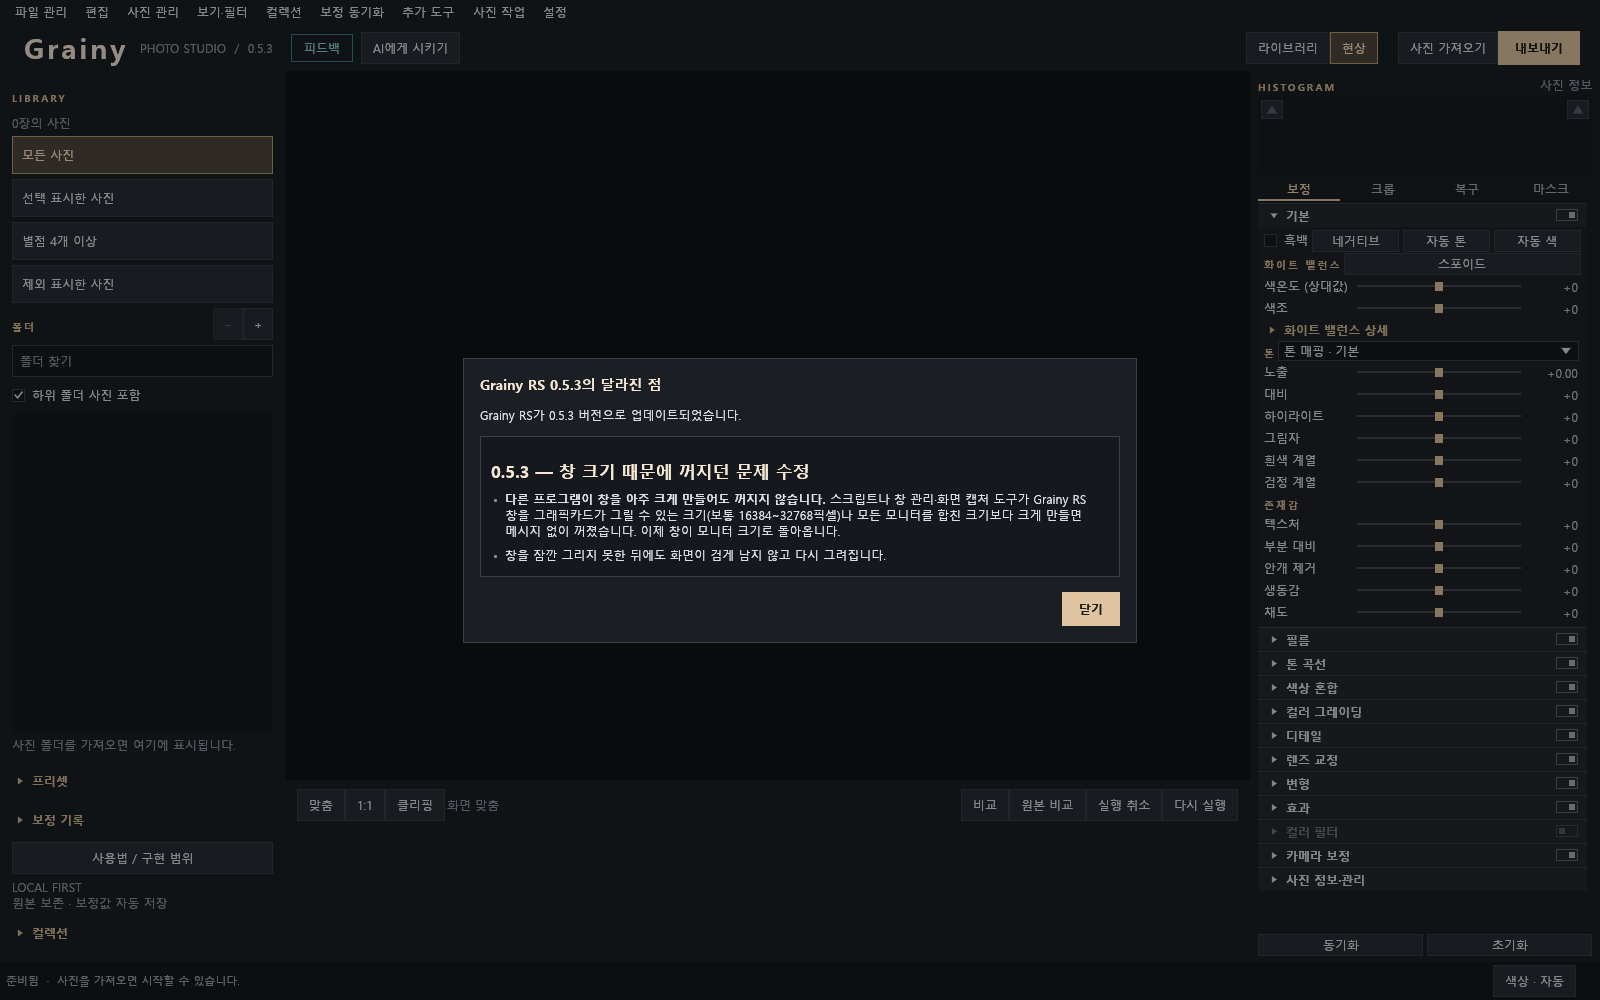 파일 관리 편집 사진 관리 보기·필터 컬렉션 보정 동기화 추가 도구 사진 작업 설정
Grainy PHOTO STUDIO / 0.5.3 피드백 AI에게 시키기 라이브러리 현상 사진 가져오기 내보내기
LIBRARY
0장의 사진
모든 사진
선택 표시한 사진
별점 4개 이상
제외 표시한 사진
폴더 − +
폴더 찾기
하위 폴더 사진 포함
사진 폴더를 가져오면 여기에 표시됩니다.
프리셋
보정 기록
사용법 / 구현 범위
LOCAL FIRST
원본 보존 · 보정값 자동 저장
컬렉션
Grainy RS 0.5.3의 달라진 점
Grainy RS가 0.5.3 버전으로 업데이트되었습니다.
0.5.3 — 창 크기 때문에 꺼지던 문제 수정
• 다른 프로그램이 창을 아주 크게 만들어도 꺼지지 않습니다. 스크립트나 창 관리·화면 캡처 도구가 Grainy RS
창을 그래픽카드가 그릴 수 있는 크기(보통 16384~32768픽셀)나 모든 모니터를 합친 크기보다 크게 만들면
메시지 없이 꺼졌습니다. 이제 창이 모니터 크기로 돌아옵니다.
• 창을 잠깐 그리지 못한 뒤에도 화면이 검게 남지 않고 다시 그려집니다.
닫기
맞춤 1:1 클리핑 화면 맞춤 비교 원본 비교 실행 취소 다시 실행
HISTOGRAM 사진 정보
보정 크롭 복구 마스크
기본
흑백 네거티브 자동 톤 자동 색
화이트 밸런스 스포이드
색온도 (상대값) +0
색조 +0
화이트 밸런스 상세
톤 톤 매핑 · 기본
노출 +0.00
대비 +0
하이라이트 +0
그림자 +0
흰색 계열 +0
검정 계열 +0
존재감
텍스처 +0
부분 대비 +0
안개 제거 +0
생동감 +0
채도 +0
필름
톤 곡선
색상 혼합
컬러 그레이딩
디테일
렌즈 교정
변형
효과
컬러 필터
카메라 보정
사진 정보·관리
동기화 초기화
준비됨 · 사진을 가져오면 시작할 수 있습니다. 색상 · 자동